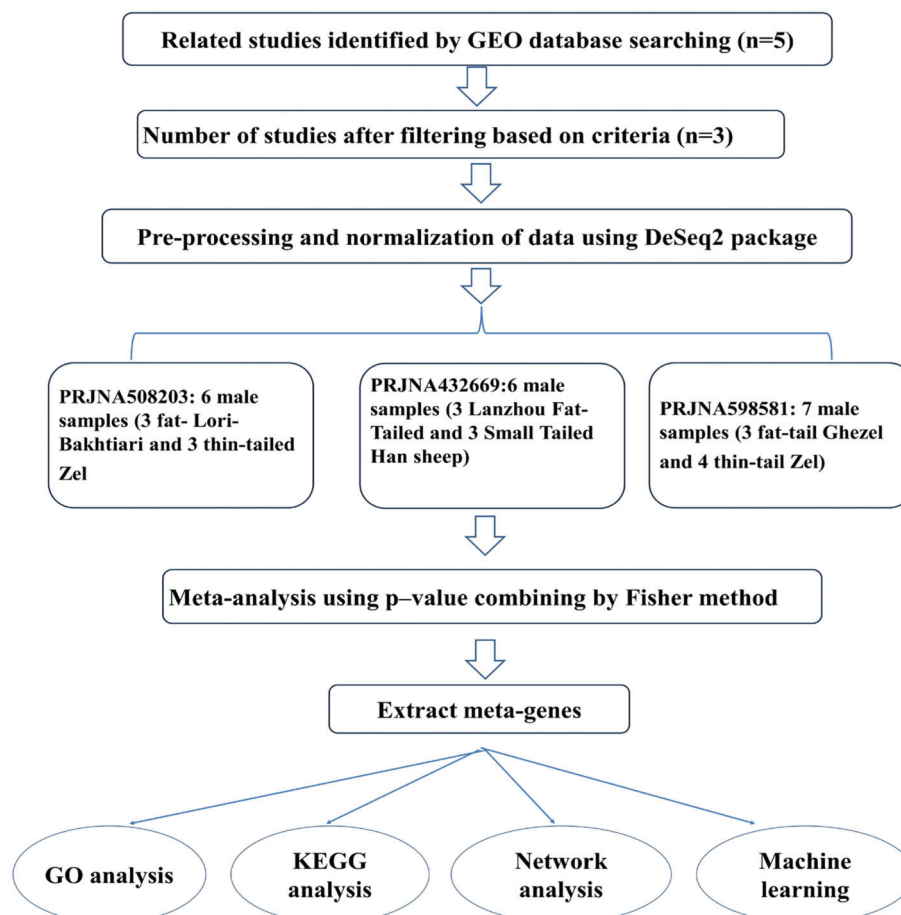 Related studies identified by GEO database searching (n=5)
Number of studies after filtering based on criteria (n=3)
Pre-processing and normalization of data using DeSeq2 package
PRJNA508203: 6 male
samples (3 fat- Lori-
Bakhtiari and 3 thin-tailed
Zel
PRJNA432669:6 male
samples (3 Lanzhou Fat-
Tailed and 3 Small Tailed
Han sheep)
PRJNA598581: 7 male
samples (3 fat-tail Ghezel
and 4 thin-tail Zel)
Meta-analysis using p–value combining by Fisher method
Extract meta-genes
GO analysis
KEGG
analysis
Network
analysis
Machine
learning